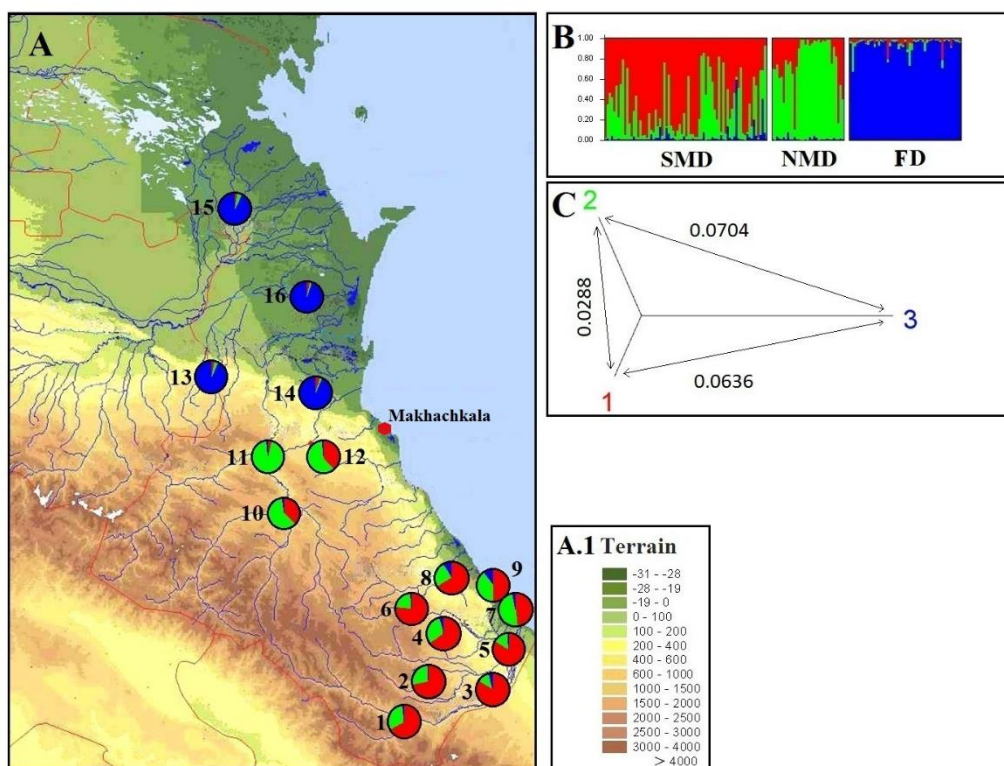 A
15
16
13
14
Makhachkala
11
12
10
8
9
6
7
4
5
2
3
1
B
1.00
0.80
0.60
0.40
0.20
0.00
SMD NMD FD
C
2
0.0704
0.0288
3
0.0636
1
A.1 Terrain
-31 - -28
-28 - -19
-19 - 0
0 - 100
100 - 200
200 - 400
400 - 600
600 - 1000
1000 - 1500
1500 - 2000
2000 - 2500
2500 - 3000
3000 - 4000
> 4000